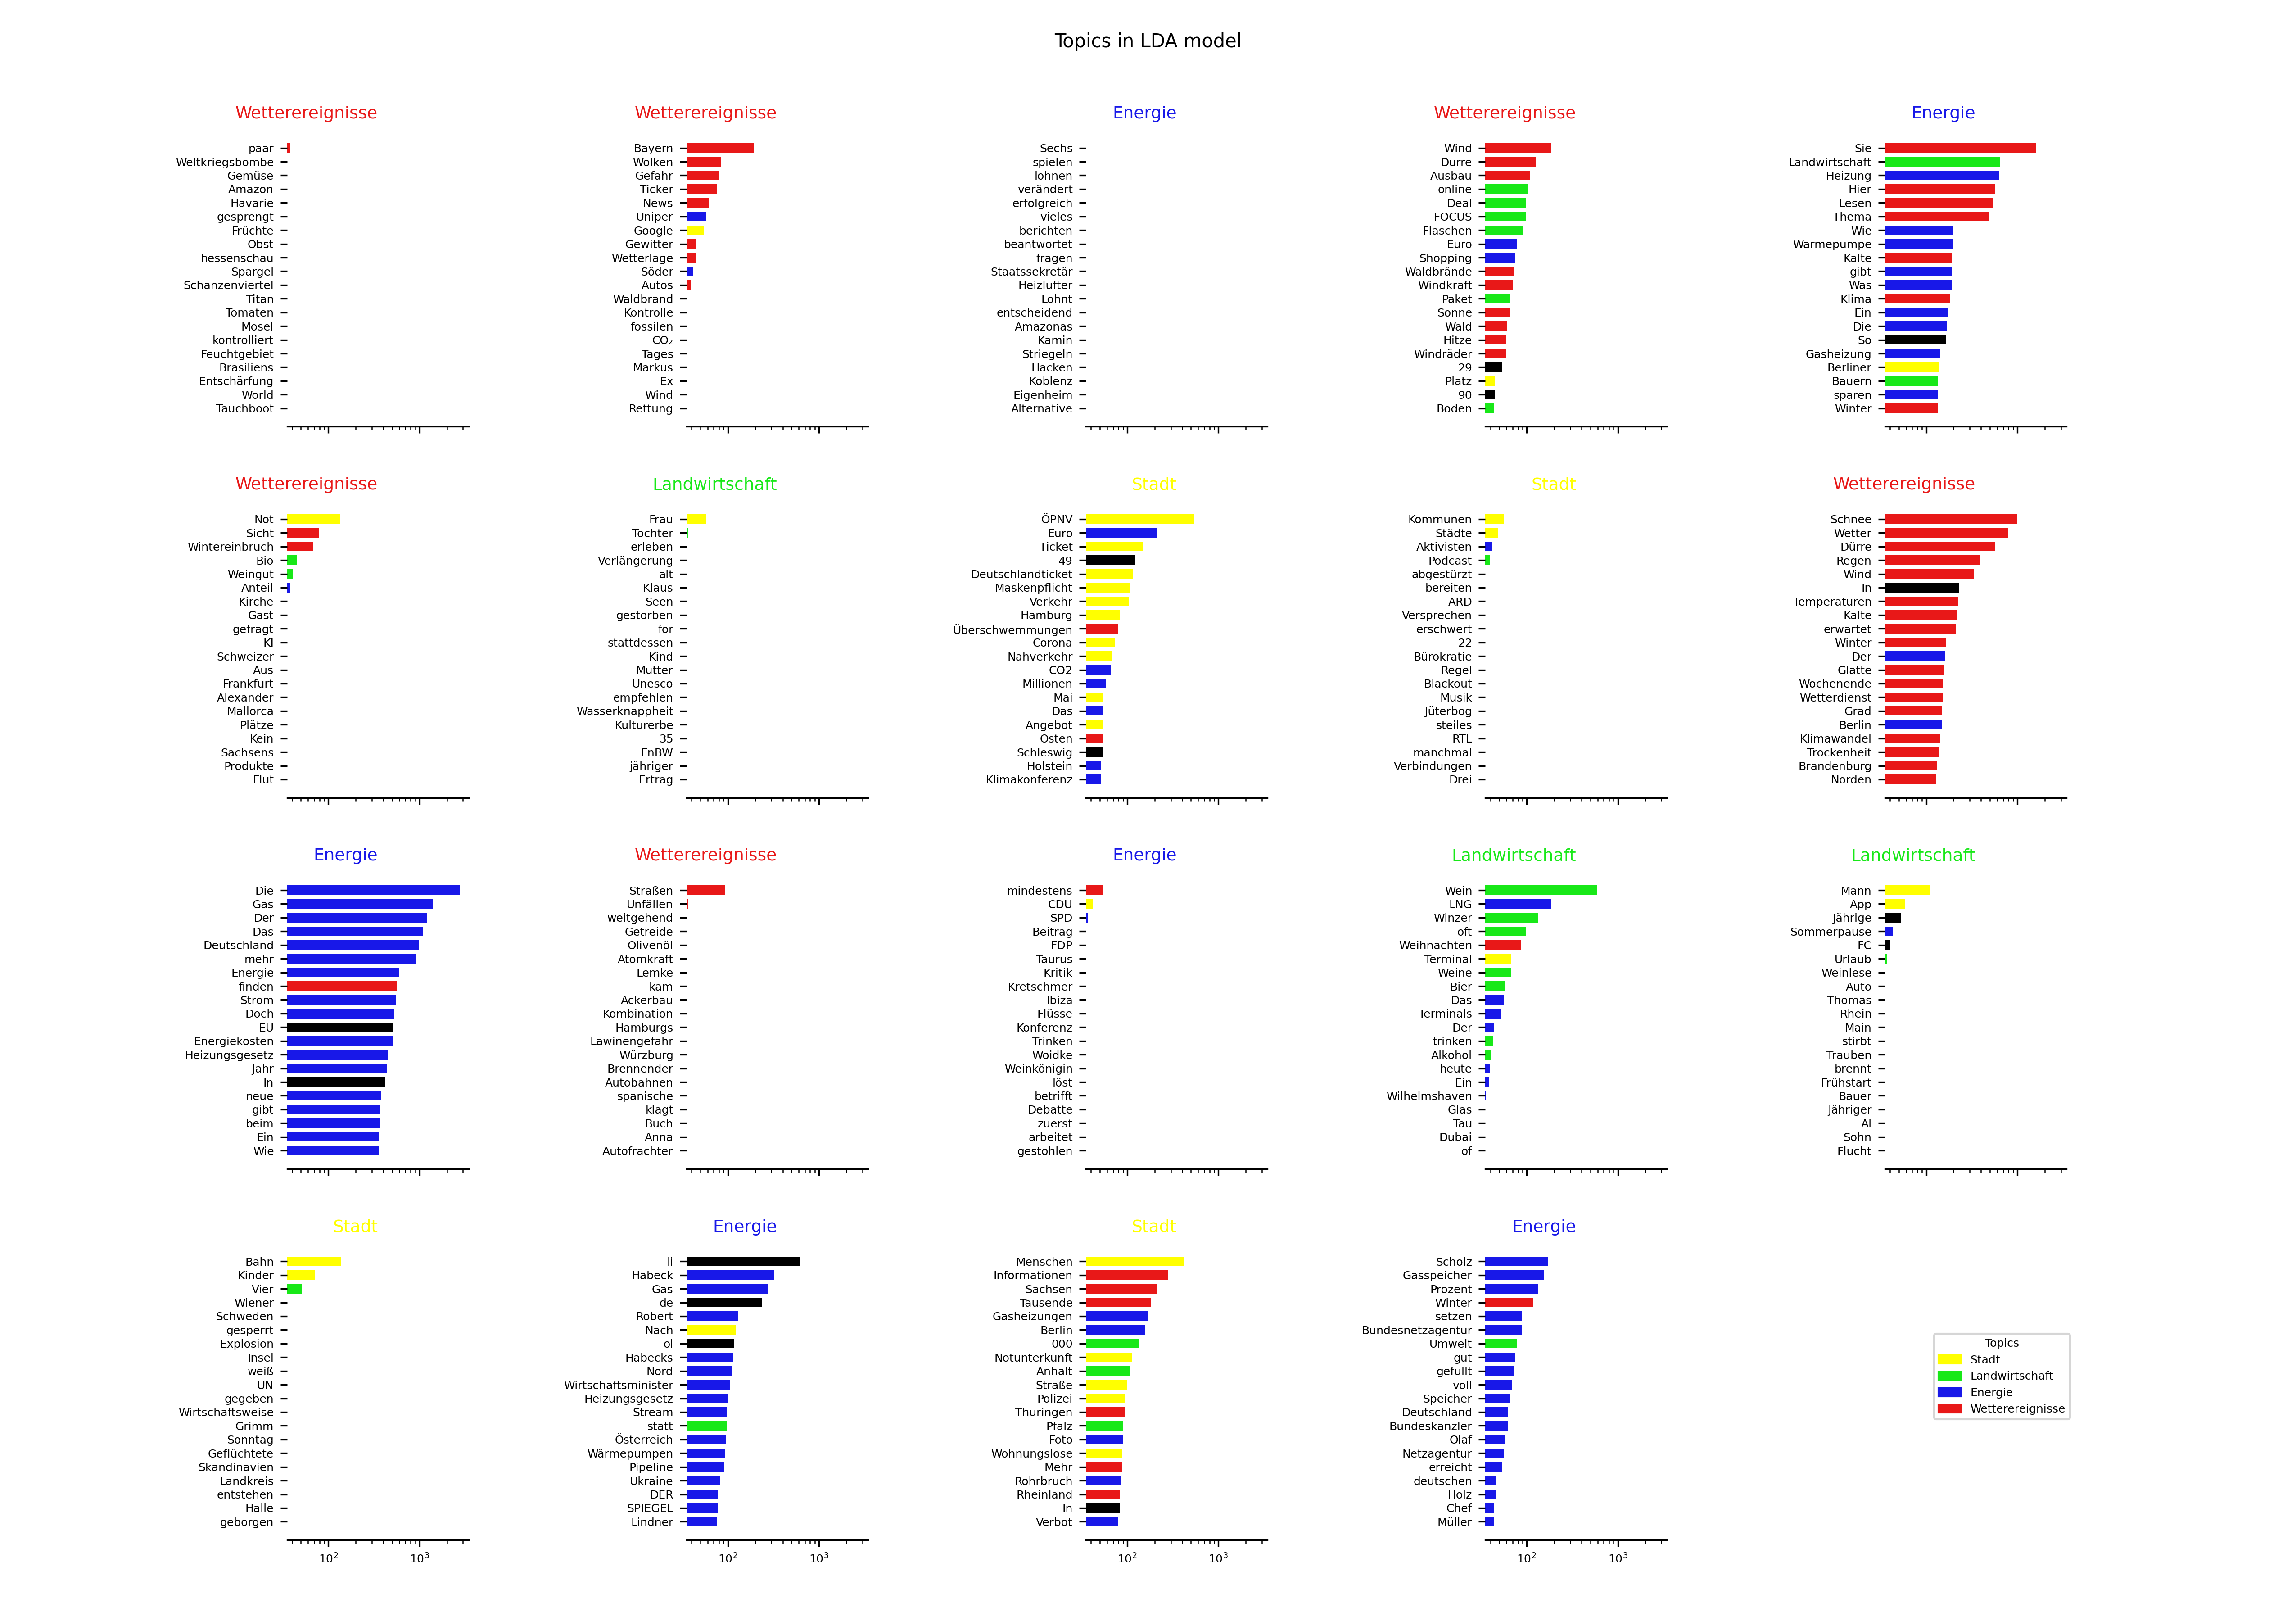 Topics in LDA model
Wetterereignisse
paar
Weltkriegsbombe
Gemüse
Amazon
Havarie
gesprengt
Früchte
Obst
hessenschau
Spargel
Schanzenviertel
Titan
Tomaten
Mosel
kontrolliert
Feuchtgebiet
Brasiliens
Entschärfung
World
Tauchboot
Wetterereignisse
Bayern
Wolken
Gefahr
Ticker
News
Uniper
Google
Gewitter
Wetterlage
Söder
Autos
Waldbrand
Kontrolle
fossilen
CO₂
Tages
Markus
Ex
Wind
Rettung
Energie
Sechs
spielen
lohnen
verändert
erfolgreich
vieles
berichten
beantwortet
fragen
Staatssekretär
Heizlüfter
Lohnt
entscheidend
Amazonas
Kamin
Striegeln
Hacken
Koblenz
Eigenheim
Alternative
Wetterereignisse
Wind
Dürre
Ausbau
online
Deal
FOCUS
Flaschen
Euro
Shopping
Waldbrände
Windkraft
Paket
Sonne
Wald
Hitze
Windräder
29
Platz
90
Boden
Energie
Sie
Landwirtschaft
Heizung
Hier
Lesen
Thema
Wie
Wärmepumpe
Kälte
gibt
Was
Klima
Ein
Die
So
Gasheizung
Berliner
Bauern
sparen
Winter
Wetterereignisse
Not
Sicht
Wintereinbruch
Bio
Weingut
Anteil
Kirche
Gast
gefragt
KI
Schweizer
Aus
Frankfurt
Alexander
Mallorca
Plätze
Kein
Sachsens
Produkte
Flut
Landwirtschaft
Frau
Tochter
erleben
Verlängerung
alt
Klaus
Seen
gestorben
for
stattdessen
Kind
Mutter
Unesco
empfehlen
Wasserknappheit
Kulturerbe
35
EnBW
jähriger
Ertrag
Stadt
ÖPNV
Euro
Ticket
49
Deutschlandticket
Maskenpflicht
Verkehr
Hamburg
Überschwemmungen
Corona
Nahverkehr
CO2
Millionen
Mai
Das
Angebot
Osten
Schleswig
Holstein
Klimakonferenz
Stadt
Kommunen
Städte
Aktivisten
Podcast
abgestürzt
bereiten
ARD
Versprechen
erschwert
22
Bürokratie
Regel
Blackout
Musik
Jüterbog
steiles
RTL
manchmal
Verbindungen
Drei
Wetterereignisse
Schnee
Wetter
Dürre
Regen
Wind
In
Temperaturen
Kälte
erwartet
Winter
Der
Glätte
Wochenende
Wetterdienst
Grad
Berlin
Klimawandel
Trockenheit
Brandenburg
Norden
Energie
Die
Gas
Der
Das
Deutschland
mehr
Energie
finden
Strom
Doch
EU
Energiekosten
Heizungsgesetz
Jahr
In
neue
gibt
beim
Ein
Wie
Wetterereignisse
Straßen
Unfällen
weitgehend
Getreide
Olivenöl
Atomkraft
Lemke
kam
Ackerbau
Kombination
Hamburgs
Lawinengefahr
Würzburg
Brennender
Autobahnen
spanische
klagt
Buch
Anna
Autofrachter
Energie
mindestens
CDU
SPD
Beitrag
FDP
Taurus
Kritik
Kretschmer
Ibiza
Flüsse
Konferenz
Trinken
Woidke
Weinkönigin
löst
betrifft
Debatte
zuerst
arbeitet
gestohlen
Landwirtschaft
Wein
LNG
Winzer
oft
Weihnachten
Terminal
Weine
Bier
Das
Terminals
Der
trinken
Alkohol
heute
Ein
Wilhelmshaven
Glas
Tau
Dubai
of
Landwirtschaft
Mann
App
Jährige
Sommerpause
FC
Urlaub
Weinlese
Auto
Thomas
Rhein
Main
stirbt
Trauben
brennt
Frühstart
Bauer
Jähriger
Al
Sohn
Flucht
Stadt
Bahn
Kinder
Vier
Wiener
Schweden
gesperrt
Explosion
Insel
weiß
UN
gegeben
Wirtschaftsweise
Grimm
Sonntag
Geflüchtete
Skandinavien
Landkreis
entstehen
Halle
geborgen
10² 10³
Energie
li
Habeck
Gas
de
Robert
Nach
ol
Habecks
Nord
Wirtschaftsminister
Heizungsgesetz
Stream
statt
Österreich
Wärmepumpen
Pipeline
Ukraine
DER
SPIEGEL
Lindner
10² 10³
Stadt
Menschen
Informationen
Sachsen
Tausende
Gasheizungen
Berlin
000
Notunterkunft
Anhalt
Straße
Polizei
Thüringen
Pfalz
Foto
Wohnungslose
Mehr
Rohrbruch
Rheinland
In
Verbot
10² 10³
Energie
Scholz
Gasspeicher
Prozent
Winter
setzen
Bundesnetzagentur
Umwelt
gut
gefüllt
voll
Speicher
Deutschland
Bundeskanzler
Olaf
Netzagentur
erreicht
deutschen
Holz
Chef
Müller
10² 10³
Topics
Stadt
Landwirtschaft
Energie
Wetterereignisse